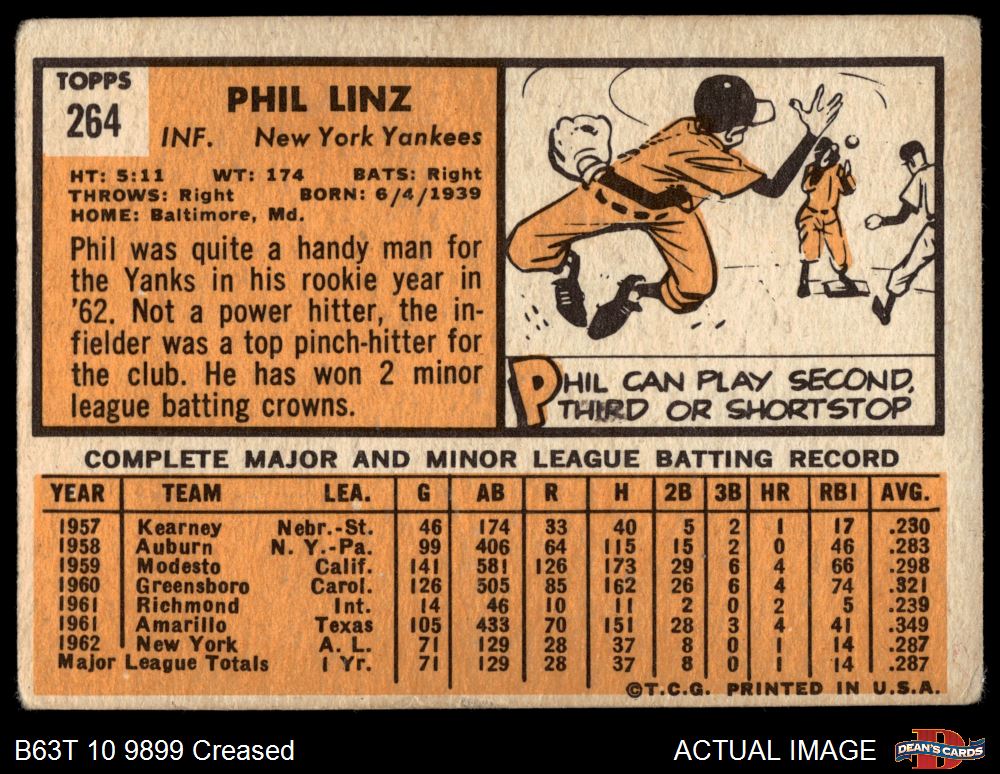 TOPPS
264
PHIL LINZ
INF. New York Yankees
HT: 5:11 WT: 174 BATS: Right
THROWS: Right BORN: 6/4/1939
HOME: Baltimore, Md.
Phil was quite a handy man for
the Yanks in his rookie year in
'62. Not a power hitter, the in-
fielder was a top pinch-hitter for
the club. He has won 2 minor
league batting crowns.
PHIL CAN PLAY SECOND,
THIRD OR SHORTSTOP
COMPLETE MAJOR AND MINOR LEAGUE BATTING RECORD
YEAR TEAM LEA. G AB R H 2B 3B HR RBI AVG.
1957 Kearney Nebr.-St. 46 174 33 40 5 2 1 17 .230
1958 Auburn N. Y.-Pa. 99 406 64 115 15 2 0 46 .283
1959 Modesto Calif. 141 581 126 173 29 6 4 66 .298
1960 Greensboro Carol. 126 505 85 162 26 6 4 74 .321
1961 Richmond Int. 14 46 10 11 2 0 2 5 .239
1961 Amarillo Texas 105 433 70 151 28 3 4 41 .349
1962 New York A. L. 71 129 28 37 8 0 1 14 .287
Major League Totals 1 Yr. 71 129 28 37 8 0 1 14 .287
©T.C.G. PRINTED IN U.S.A.
B63T 10 9899 Creased
ACTUAL IMAGE
D
DEAN'S CARDS